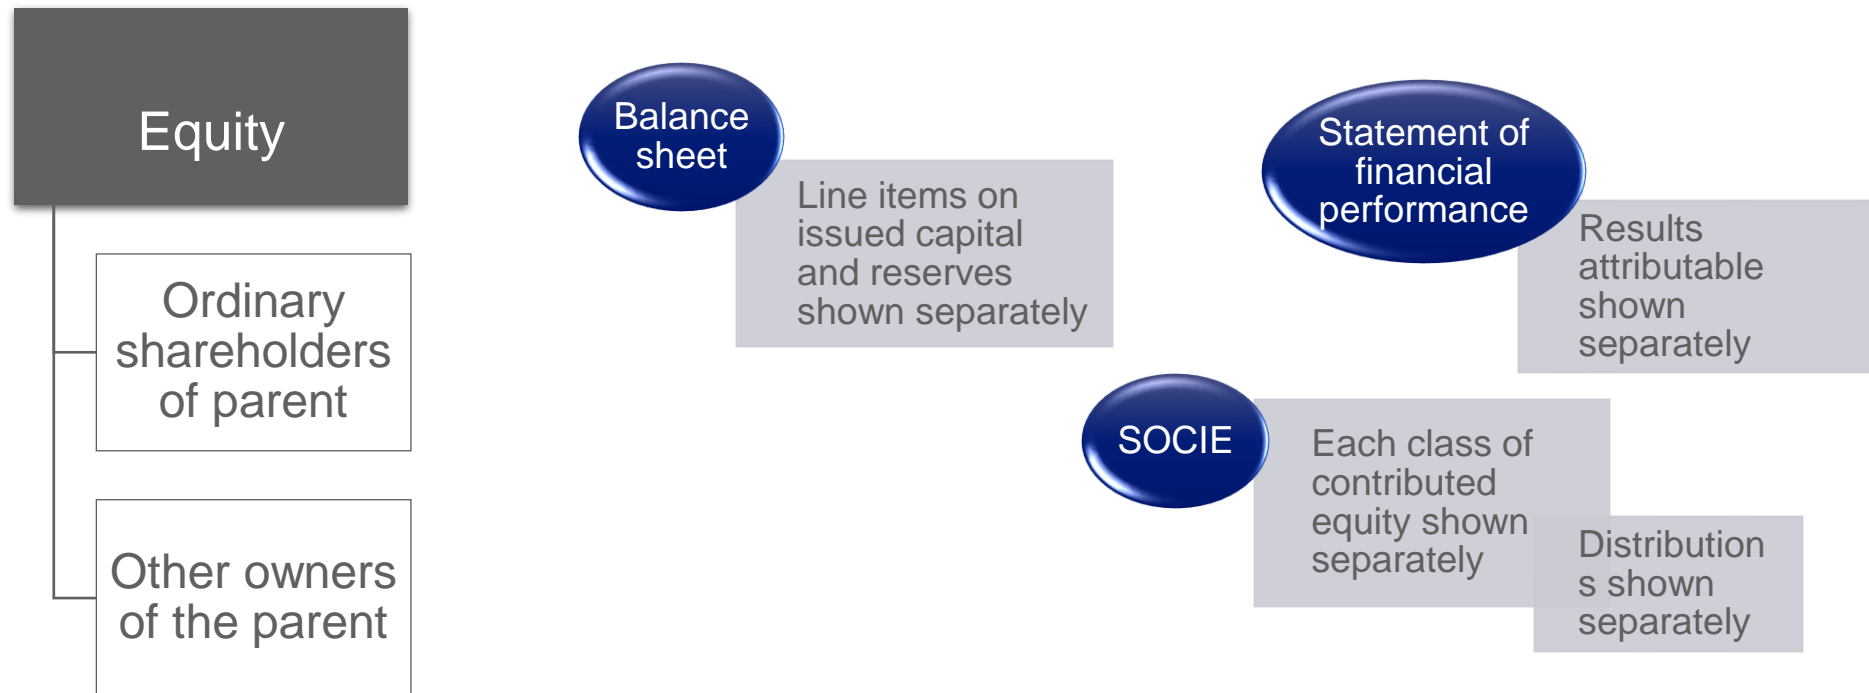 Equity
Ordinary
shareholders
of parent
Other owners
of the parent
Balance
sheet
Line items on
issued capital
and reserves
shown separately
Statement of
financial
performance
Results
attributable
shown
separately
SOCIE
Each class of
contributed
equity shown
separately
Distribution
s shown
separately